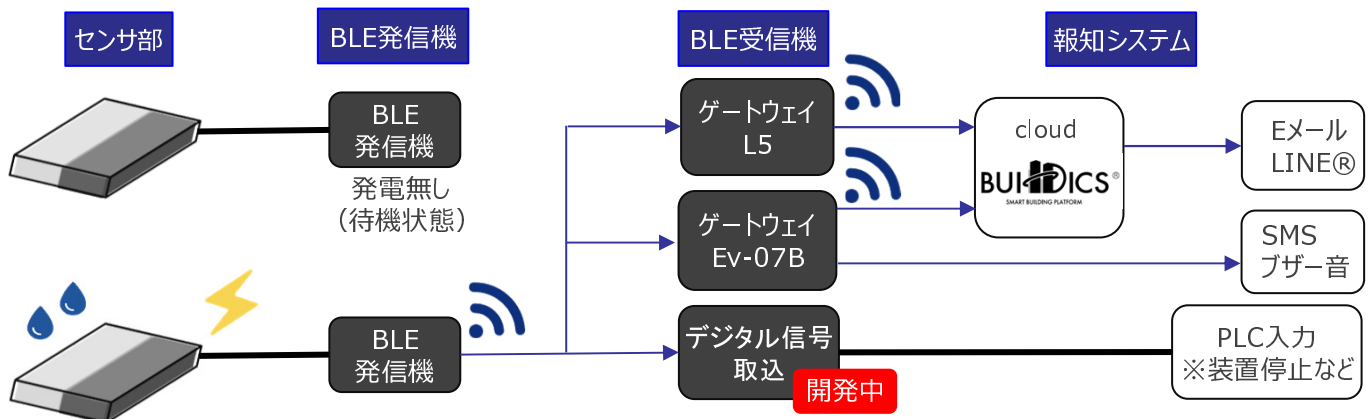 センサ部
BLE発信機
BLE受信機
報知システム
BLE
発信機
発電無し
（待機状態）
BLE
発信機
ゲートウェイ
L5
ゲートウェイ
Ev-07B
デジタル信号
取込
開発中
cloud
BUILDICS®
SMART BUILDING PLATFORM
Eメール
LINE®
SMS
ブザー音
PLC入力
※装置停止など